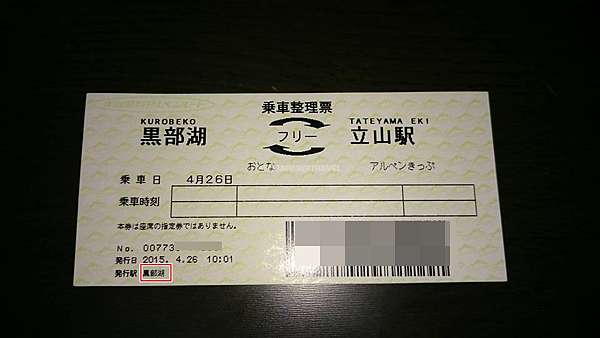 乗車整理票
KUROBEKO
TATEYAMA EKI
黒部湖
フリー
立山駅
おとな
アルペンきっぷ
乗車日 4月26日
乗車時刻
本券は座席の指定券ではありません。
No. 00773
発行日 2015. 4.26 10:01
発行駅 黒部湖